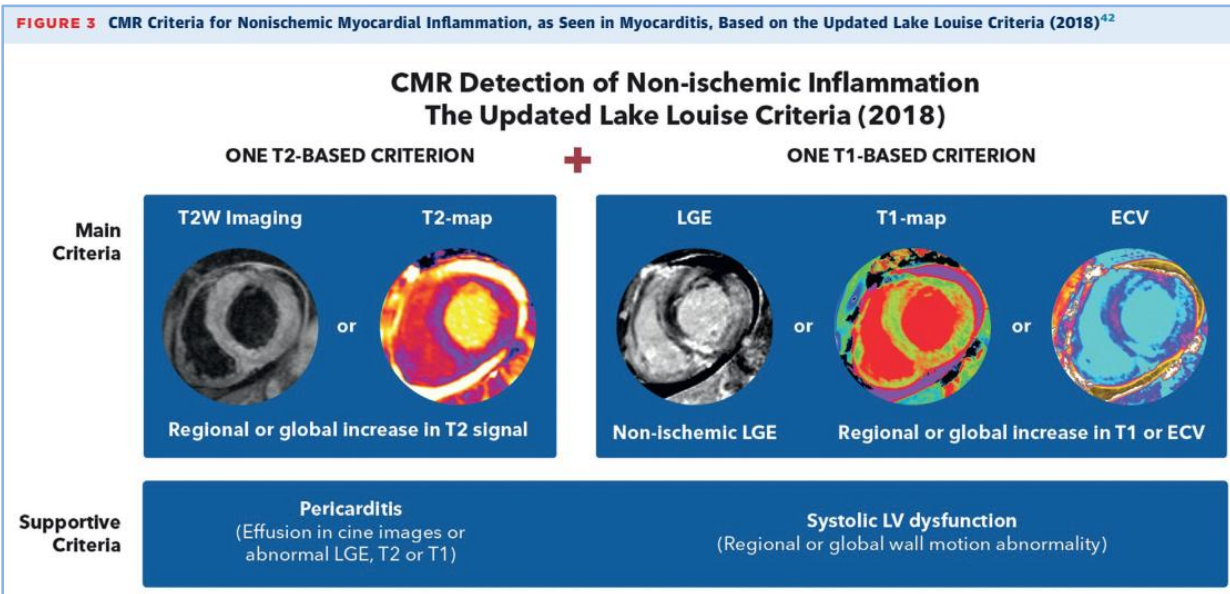 FIGURE 3 CMR Criteria for Nonischemic Myocardial Inflammation, as Seen in Myocarditis, Based on the Updated Lake Louise Criteria (2018)42
CMR Detection of Non-ischemic Inflammation
The Updated Lake Louise Criteria (2018)
ONE T2-BASED CRITERION + ONE T1-BASED CRITERION
Main
Criteria
T2W Imaging
T2-map
or
Regional or global increase in T2 signal
LGE
T1-map
ECV
or
or
Non-ischemic LGE
Regional or global increase in T1 or ECV
Supportive
Criteria
Pericarditis
(Effusion in cine images or
abnormal LGE, T2 or T1)
Systolic LV dysfunction
(Regional or global wall motion abnormality)